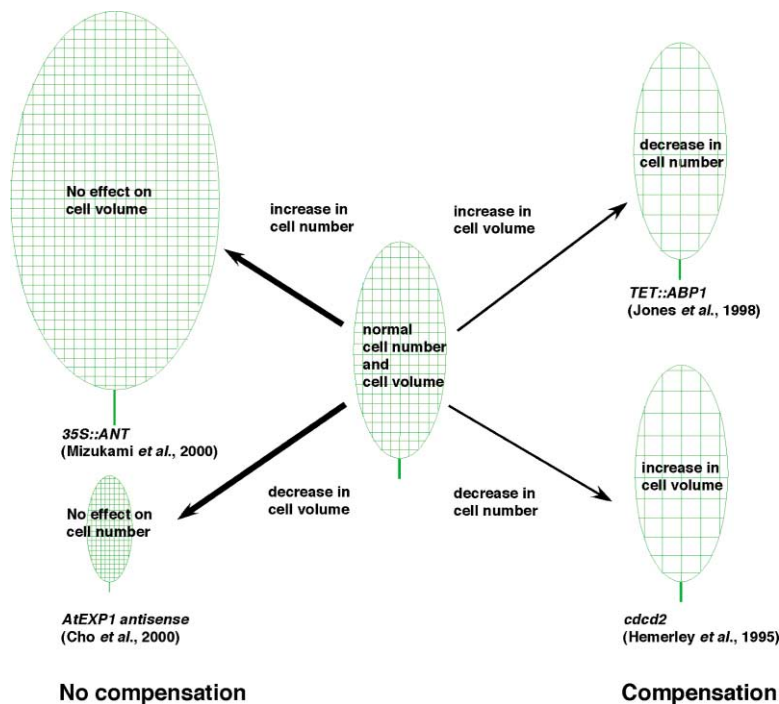 No effect on
cell volume
increase in
cell number
35S::ANT
(Mizukami et al., 2000)
increase in
cell volume
decrease in
cell number
TET::ABP1
(Jones et al., 1998)
normal
cell number
and
cell volume
No effect on
cell number
decrease in
cell volume
AtEXP1 antisense
(Cho et al., 2000)
decrease in
cell number
increase in
cell volume
cdcd2
(Hemerley et al., 1995)
No compensation
Compensation